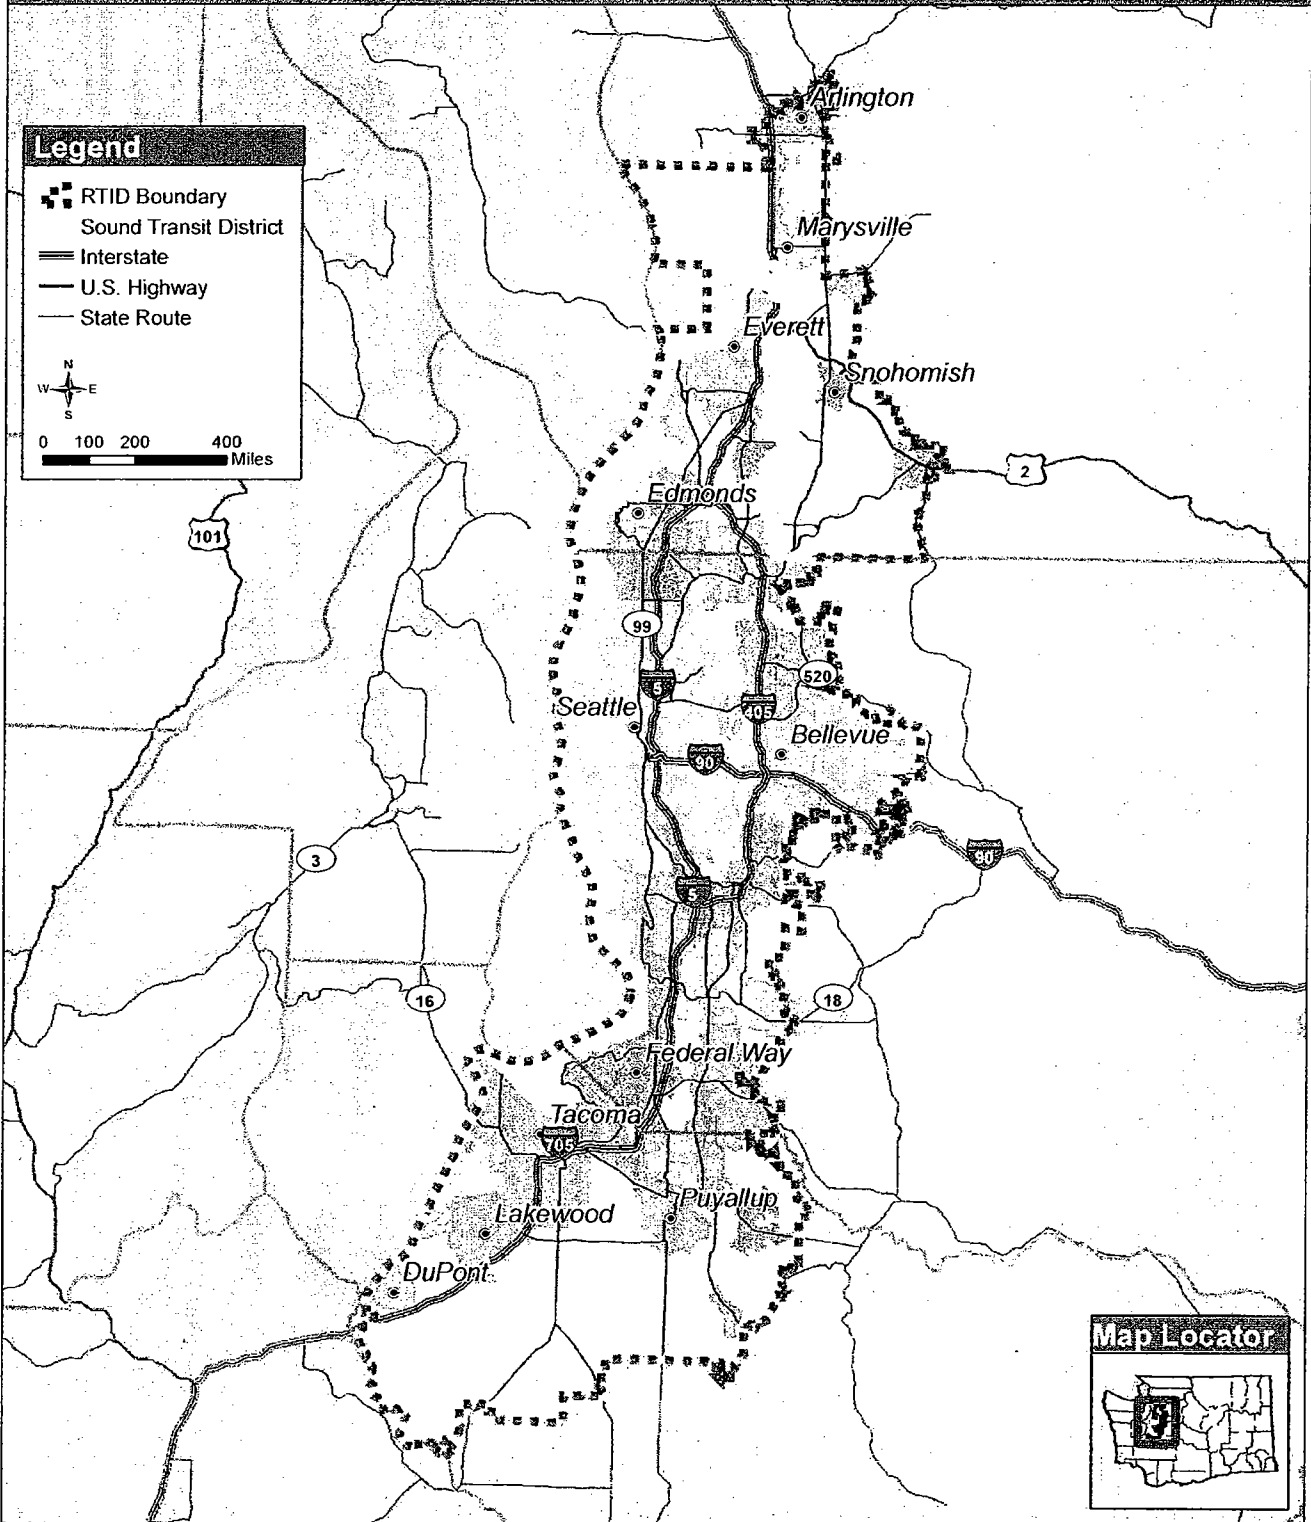 Legend
RTID Boundary
Sound Transit District
Interstate
U.S. Highway
State Route
N
W E
S
0 100 200 400
Miles
Arlington
Marysville
Everett
Snohomish
2
Edmonds
101
99
520
5
405
Seattle
Bellevue
90
3
90
5
16
18
Federal Way
Tacoma
705
Puyallup
Lakewood
DuPont
Map Locator